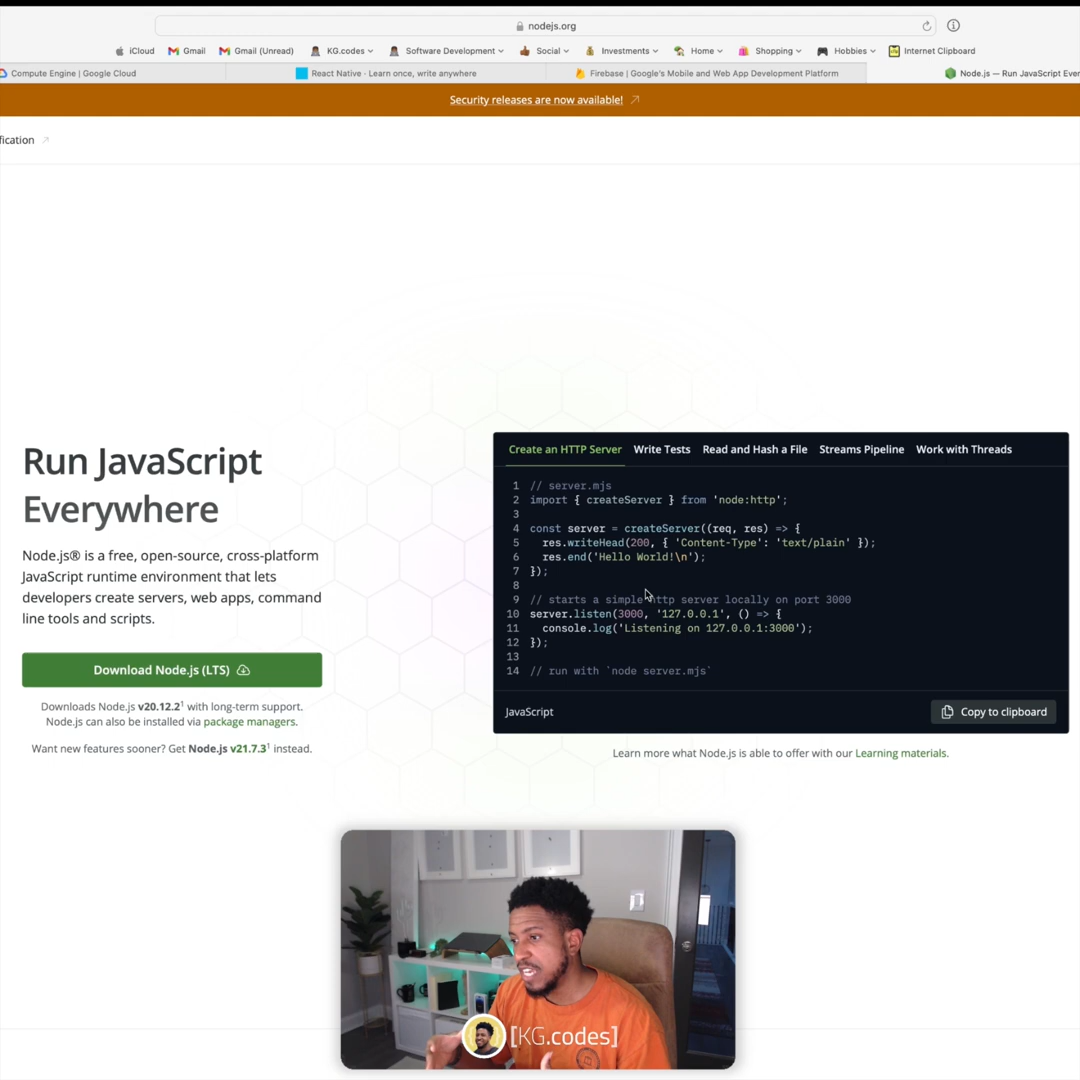 nodejs.org
iCloud Gmail Gmail (Unread) KG.codes Software Development Social Investments Home Shopping Hobbies Internet Clipboard
Compute Engine | Google Cloud React Native · Learn once, write anywhere Firebase | Google's Mobile and Web App Development Platform Node.js — Run JavaScript Ever
Security releases are now available!
fication
Run JavaScript
Everywhere
Node.js® is a free, open-source, cross-platform
JavaScript runtime environment that lets
developers create servers, web apps, command
line tools and scripts.
Download Node.js (LTS)
Downloads Node.js v20.12.2¹ with long-term support.
Node.js can also be installed via package managers.
Want new features sooner? Get Node.js v21.7.3¹ instead.
Create an HTTP Server Write Tests Read and Hash a File Streams Pipeline Work with Threads
1 // server.mjs
2 import { createServer } from 'node:http';
3
4 const server = createServer((req, res) => {
5 res.writeHead(200, { 'Content-Type': 'text/plain' });
6 res.end('Hello World!\n');
7 });
8
9 // starts a simple http server locally on port 3000
10 server.listen(3000, '127.0.0.1', () => {
11 console.log('Listening on 127.0.0.1:3000');
12 });
13
14 // run with `node server.mjs`
JavaScript Copy to clipboard
Learn more what Node.js is able to offer with our Learning materials.
[KG.codes]